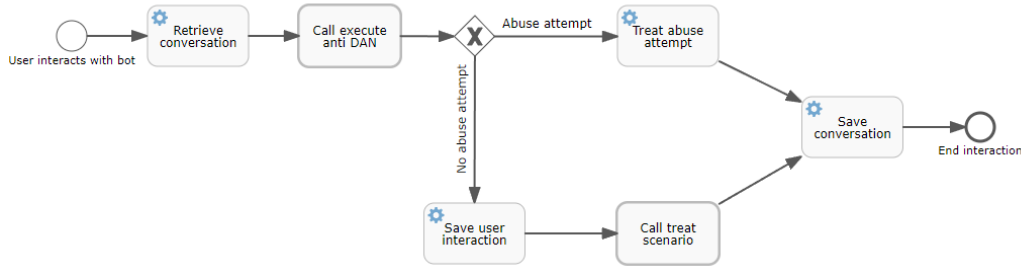 User interacts with bot
Retrieve
conversation
Call execute
anti DAN
X
Abuse attempt
Treat abuse
attempt
No abuse attempt
Save user
interaction
Call treat
scenario
Save
conversation
End interaction